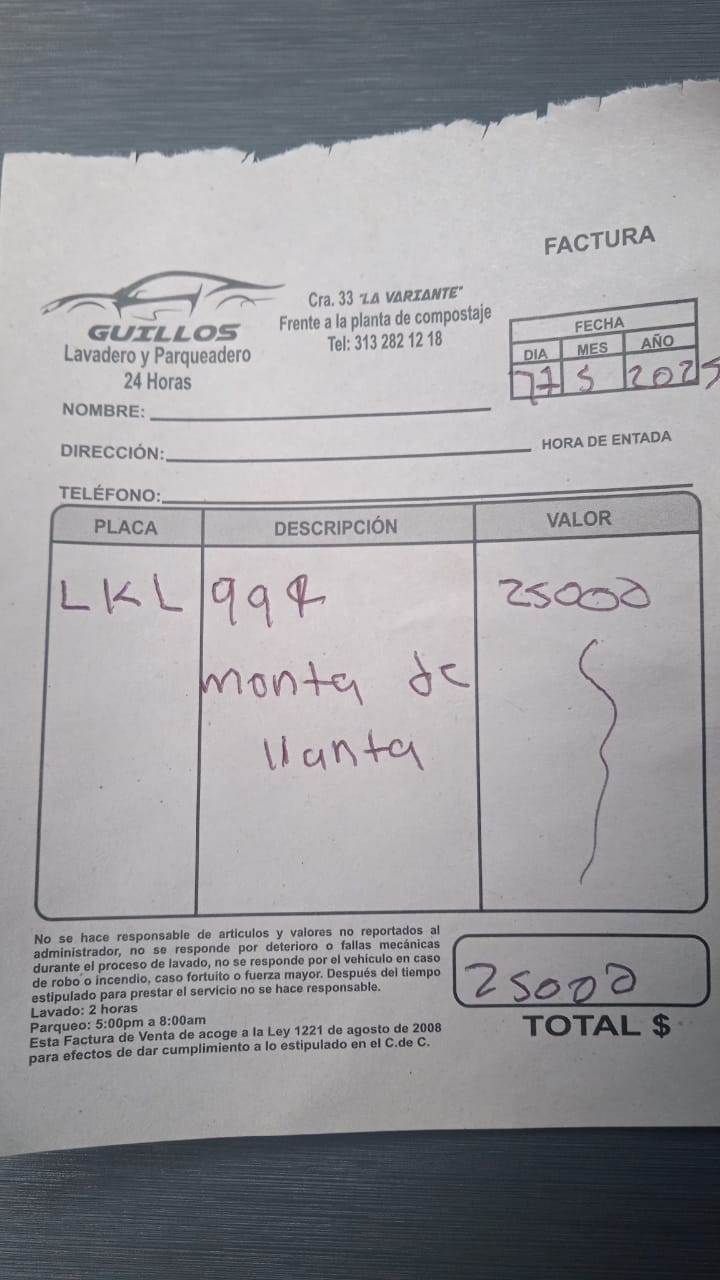 FACTURA
GUILLOS
Lavadero y Parqueadero
24 Horas
Cra. 33 "LA VARIANTE"
Frente a la planta de compostaje
Tel: 313 282 12 18
FECHA
DIA MES AÑO
5 2025
NOMBRE:
DIRECCIÓN:
HORA DE ENTADA
TELÉFONO:
PLACA DESCRIPCIÓN VALOR
LKL 25000
monta de
llanta
No se hace responsable de articulos y valores no reportados al
administrador, no se responde por deterioro o fallas mecánicas
durante el proceso de lavado, no se responde por el vehiculo en caso
de robo o incendio, caso fortuito o fuerza mayor. Después del tiempo
estipulado para prestar el servicio no se hace responsable.
Lavado: 2 horas
Parqueo: 5:00pm a 8:00am
Esta Factura de Venta de acoge a la Ley 1221 de agosto de 2008
para efectos de dar cumplimiento a lo estipulado en el C.de C.
25000
TOTAL $